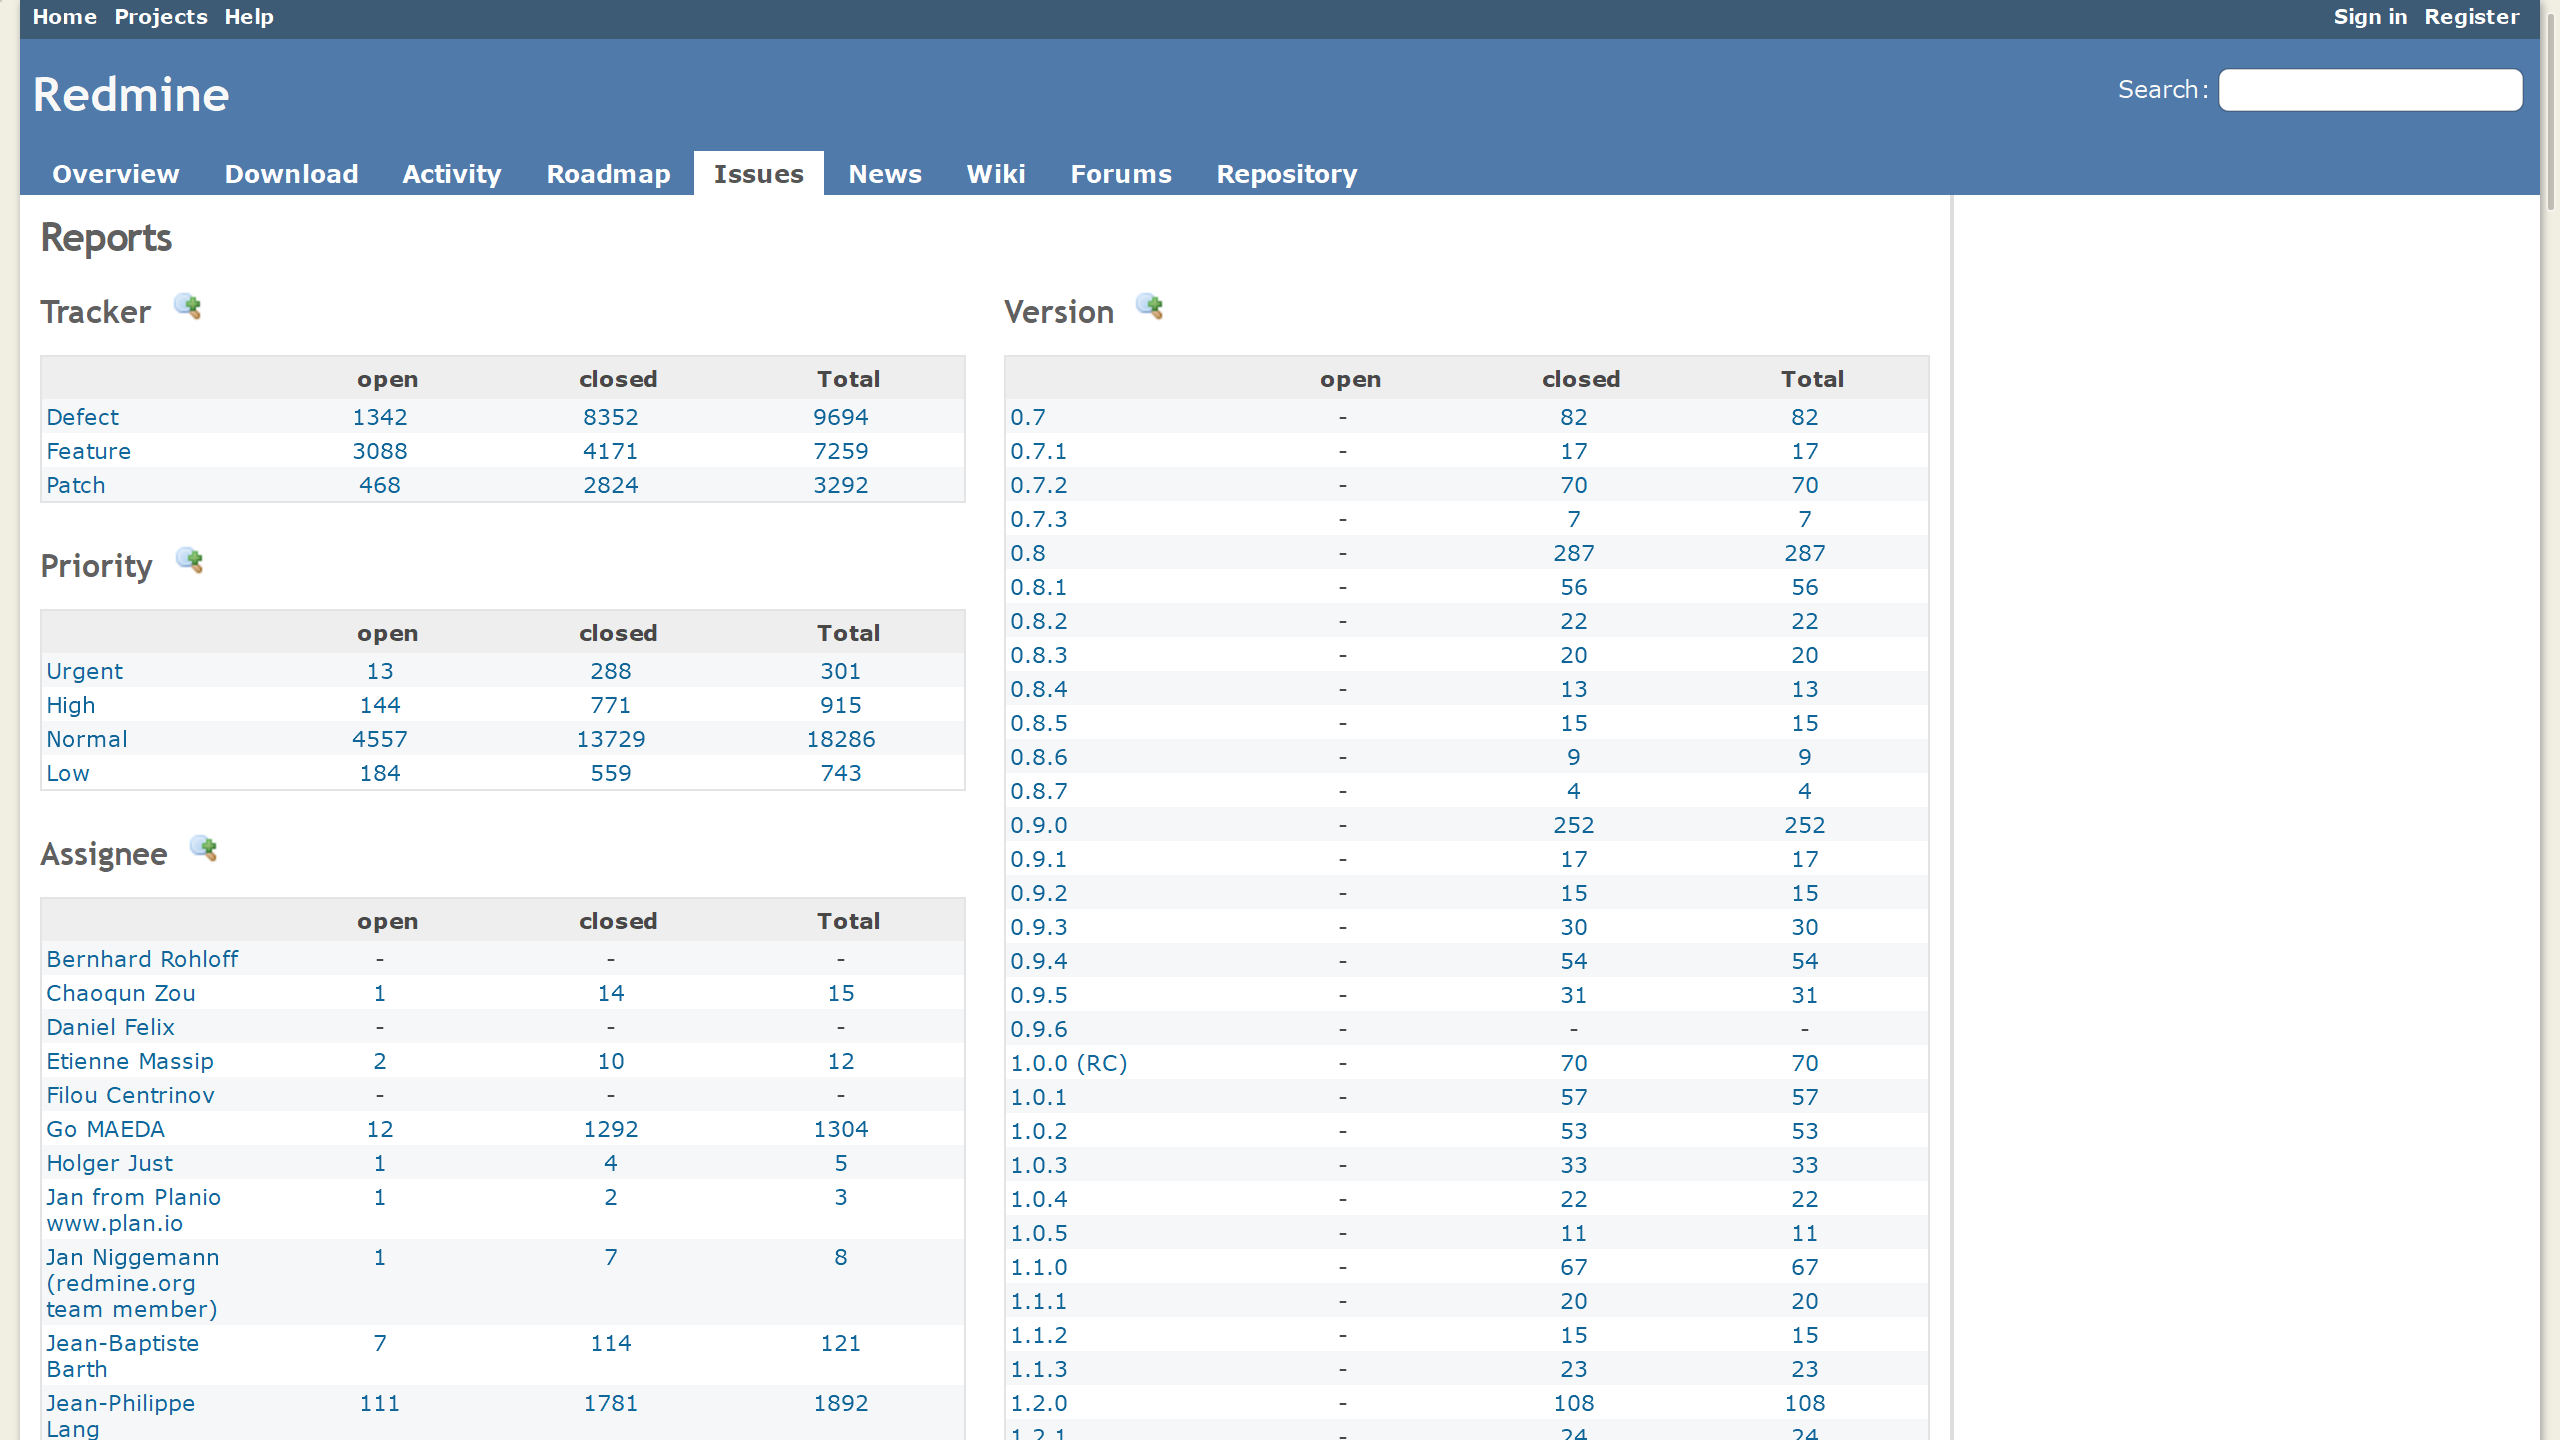 Home Projects Help Sign in Register
Redmine
Search:
Overview Download Activity Roadmap Issues News Wiki Forums Repository
Reports
Tracker
open closed Total
Defect 1342 8352 9694
Feature 3088 4171 7259
Patch 468 2824 3292
Priority
open closed Total
Urgent 13 288 301
High 144 771 915
Normal 4557 13729 18286
Low 184 559 743
Assignee
open closed Total
Bernhard Rohloff - - -
Chaoqun Zou 1 14 15
Daniel Felix - - -
Etienne Massip 2 10 12
Filou Centrinov - - -
Go MAEDA 12 1292 1304
Holger Just 1 4 5
Jan from Planio 1 2 3
www.plan.io
Jan Niggemann 1 7 8
(redmine.org
team member)
Jean-Baptiste 7 114 121
Barth
Jean-Philippe 111 1781 1892
Lang
Version
open closed Total
0.7 - 82 82
0.7.1 - 17 17
0.7.2 - 70 70
0.7.3 - 7 7
0.8 - 287 287
0.8.1 - 56 56
0.8.2 - 22 22
0.8.3 - 20 20
0.8.4 - 13 13
0.8.5 - 15 15
0.8.6 - 9 9
0.8.7 - 4 4
0.9.0 - 252 252
0.9.1 - 17 17
0.9.2 - 15 15
0.9.3 - 30 30
0.9.4 - 54 54
0.9.5 - 31 31
0.9.6 - - -
1.0.0 (RC) - 70 70
1.0.1 - 57 57
1.0.2 - 53 53
1.0.3 - 33 33
1.0.4 - 22 22
1.0.5 - 11 11
1.1.0 - 67 67
1.1.1 - 20 20
1.1.2 - 15 15
1.1.3 - 23 23
1.2.0 - 108 108
1.2.1 - 24 24